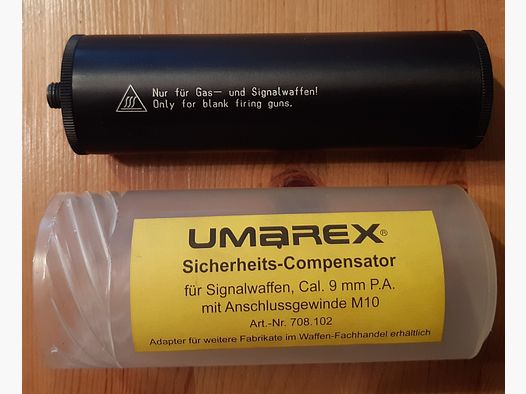 Nur für Gas- und Signalwaffen!
Only for blank firing guns.
UMAREX®
Sicherheits-Compensator
für Signalwaffen, Cal. 9 mm P.A.
mit Anschlussgewinde M10
Art.-Nr. 708.102
Adapter für weitere Fabrikate im Waffen-Fachhandel erhältlich